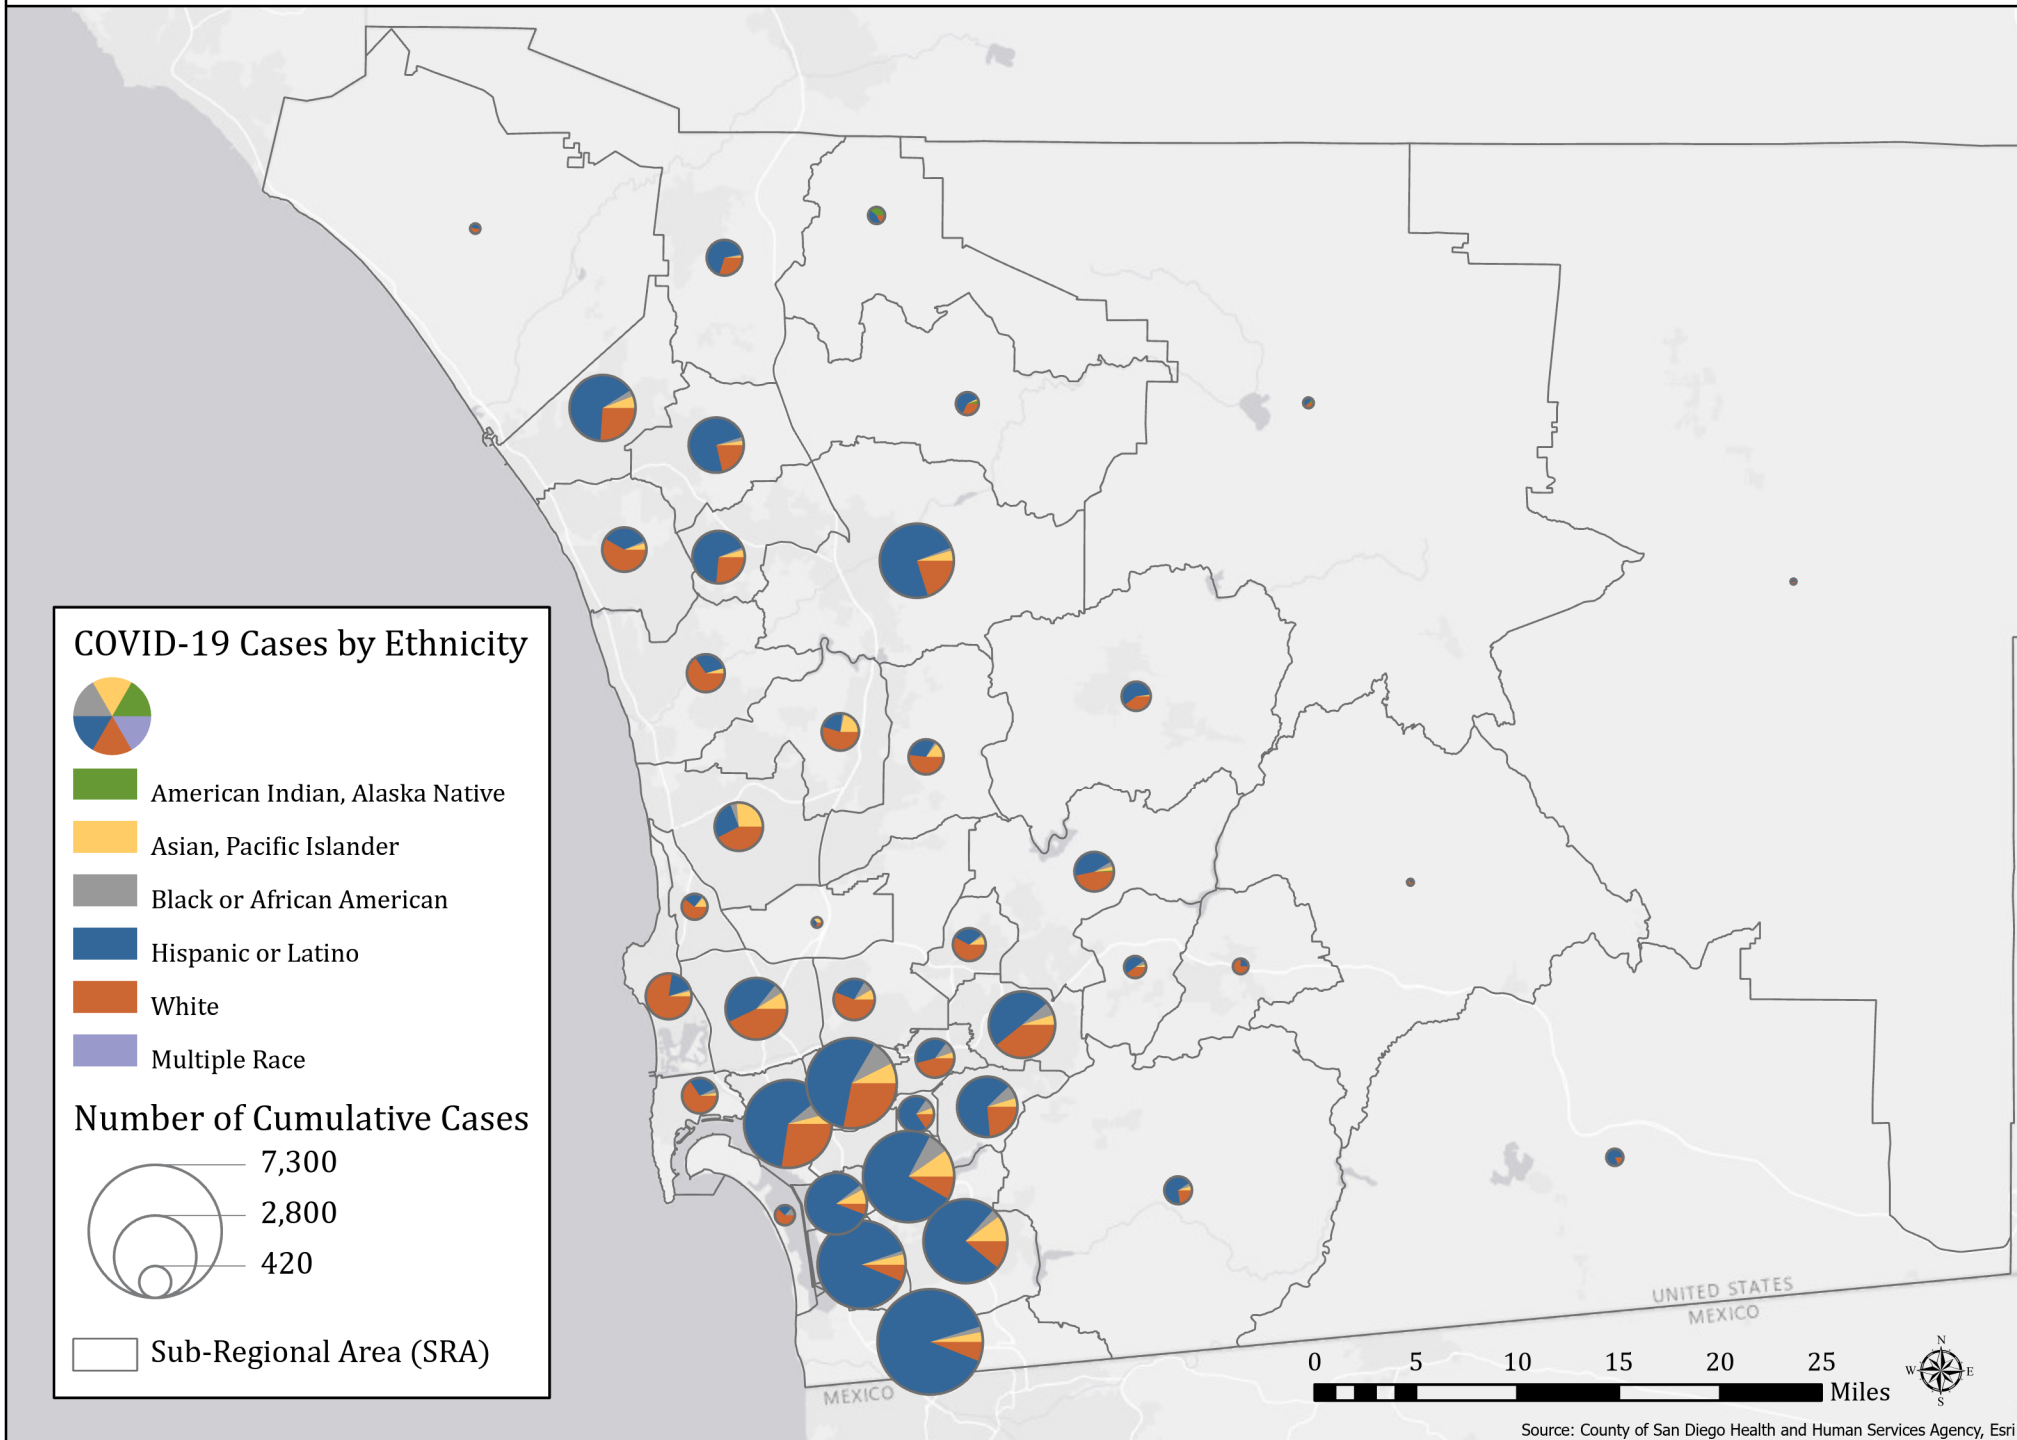 COVID-19 Cases by Ethnicity
American Indian, Alaska Native
Asian, Pacific Islander
Black or African American
Hispanic or Latino
White
Multiple Race
Number of Cumulative Cases
7,300
2,800
420
Sub-Regional Area (SRA)
UNITED STATES
MEXICO
MEXICO
0 5 10 15 20 25
Miles
N
W E
S
Source: County of San Diego Health and Human Services Agency, Esri